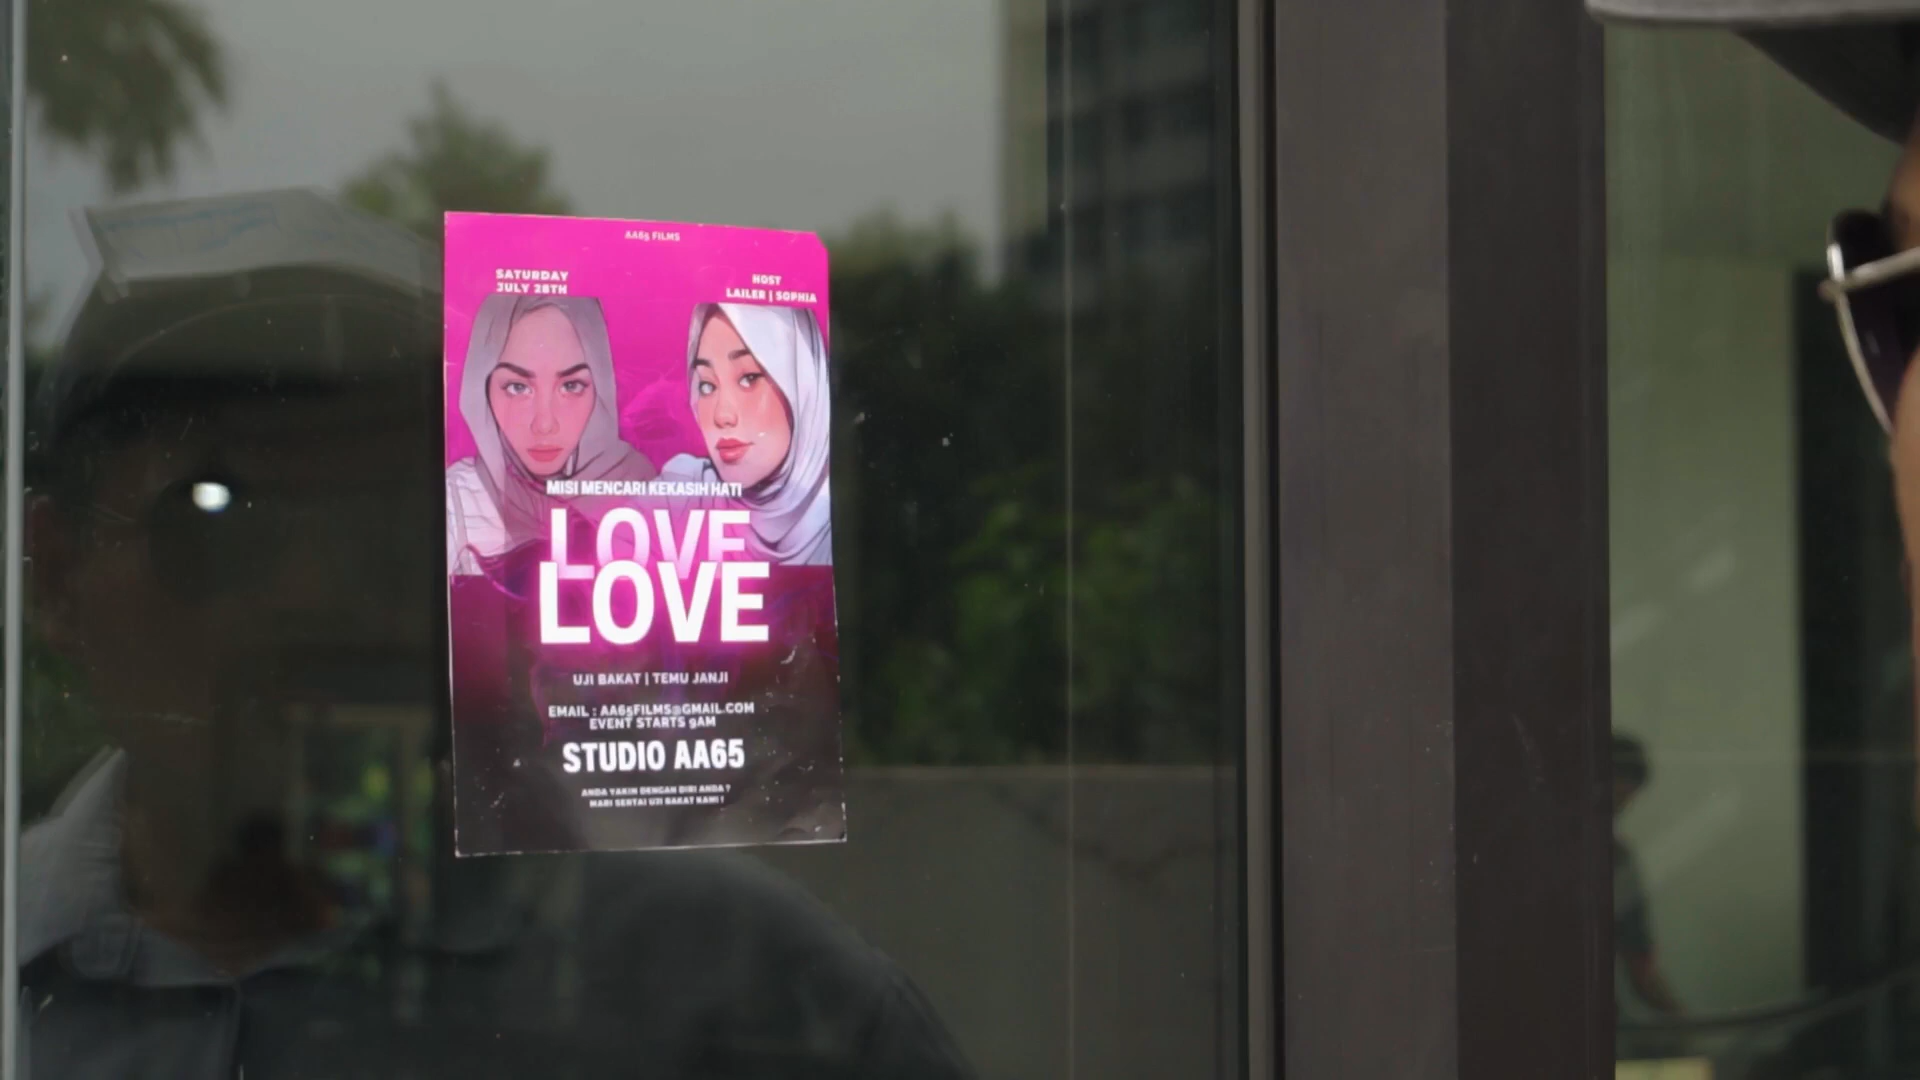 AA65 FILMS
SATURDAY
JULY 28TH
HOST
LAILER | SOPHIA
MISI MENCARI KEKASIH HATI
LOVE
LOVE
UJI BAKAT | TEMU JANJI
EMAIL : AA65FILMS@GMAIL.COM
EVENT STARTS 9AM
STUDIO AA65
ANDA YAKIN DENGAN DIRI ANDA ?
MARI SERTAI UJI BAKAT KAMI !